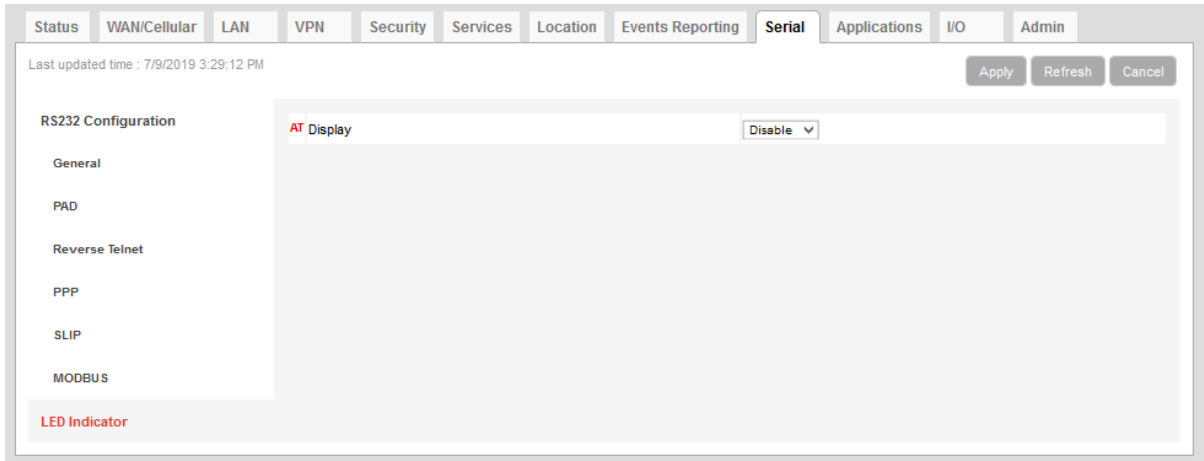 Status WAN/Cellular LAN VPN Security Services Location Events Reporting Serial Applications I/O Admin
Last updated time : 7/9/2019 3:29:12 PM
Apply Refresh Cancel
RS232 Configuration
AT Display Disable
General
PAD
Reverse Telnet
PPP
SLIP
MODBUS
LED Indicator